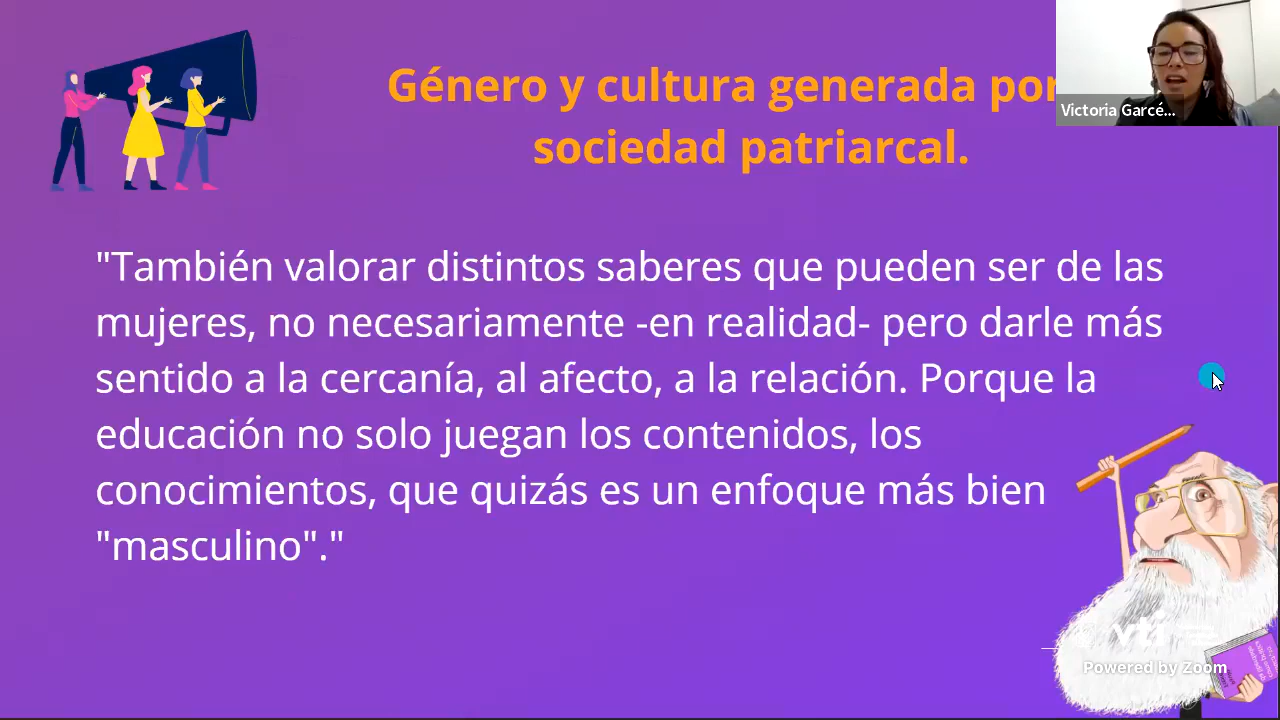 Género y cultura generada por
sociedad patriarcal.
Victoria Garcé...
"También valorar distintos saberes que pueden ser de las
mujeres, no necesariamente -en realidad- pero darle más
sentido a la cercanía, al afecto, a la relación. Porque la
educación no solo juegan los contenidos, los
conocimientos, que quizás es un enfoque más bien
"masculino"."
Powered by Zoom